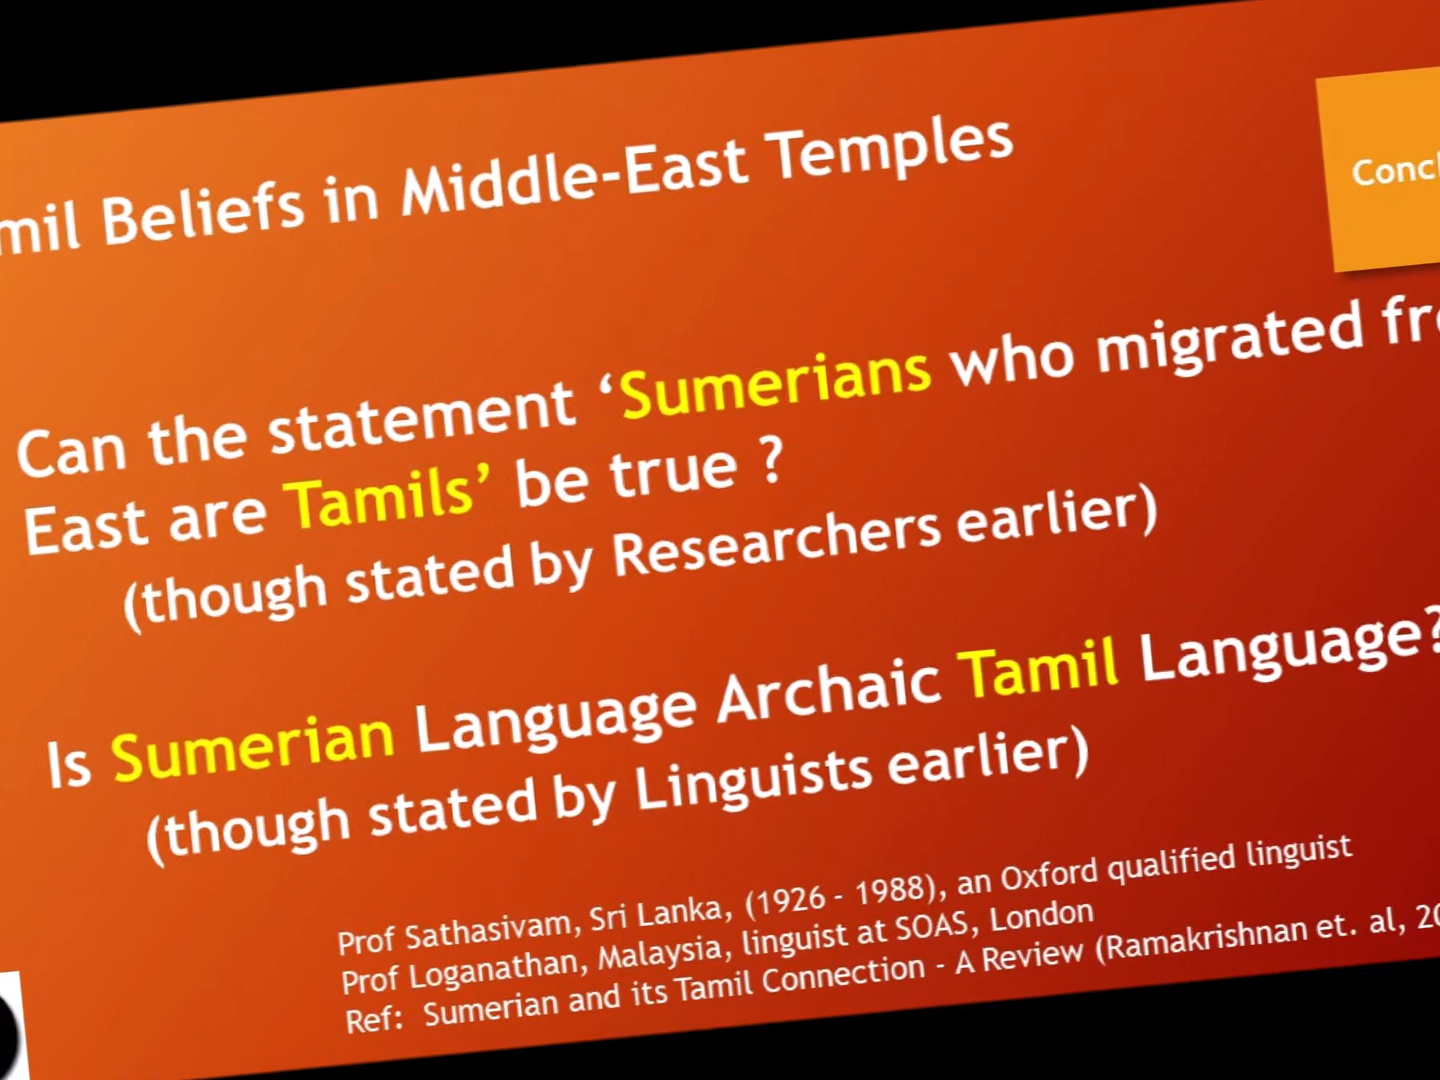 mil Beliefs in Middle-East Temples
Concl
Can the statement ‘Sumerians who migrated fro
East are Tamils’ be true ?
(though stated by Researchers earlier)
Is Sumerian Language Archaic Tamil Language?
(though stated by Linguists earlier)
Prof Sathasivam, Sri Lanka, (1926 - 1988), an Oxford qualified linguist
Prof Loganathan, Malaysia, linguist at SOAS, London
Ref: Sumerian and its Tamil Connection - A Review (Ramakrishnan et. al, 20